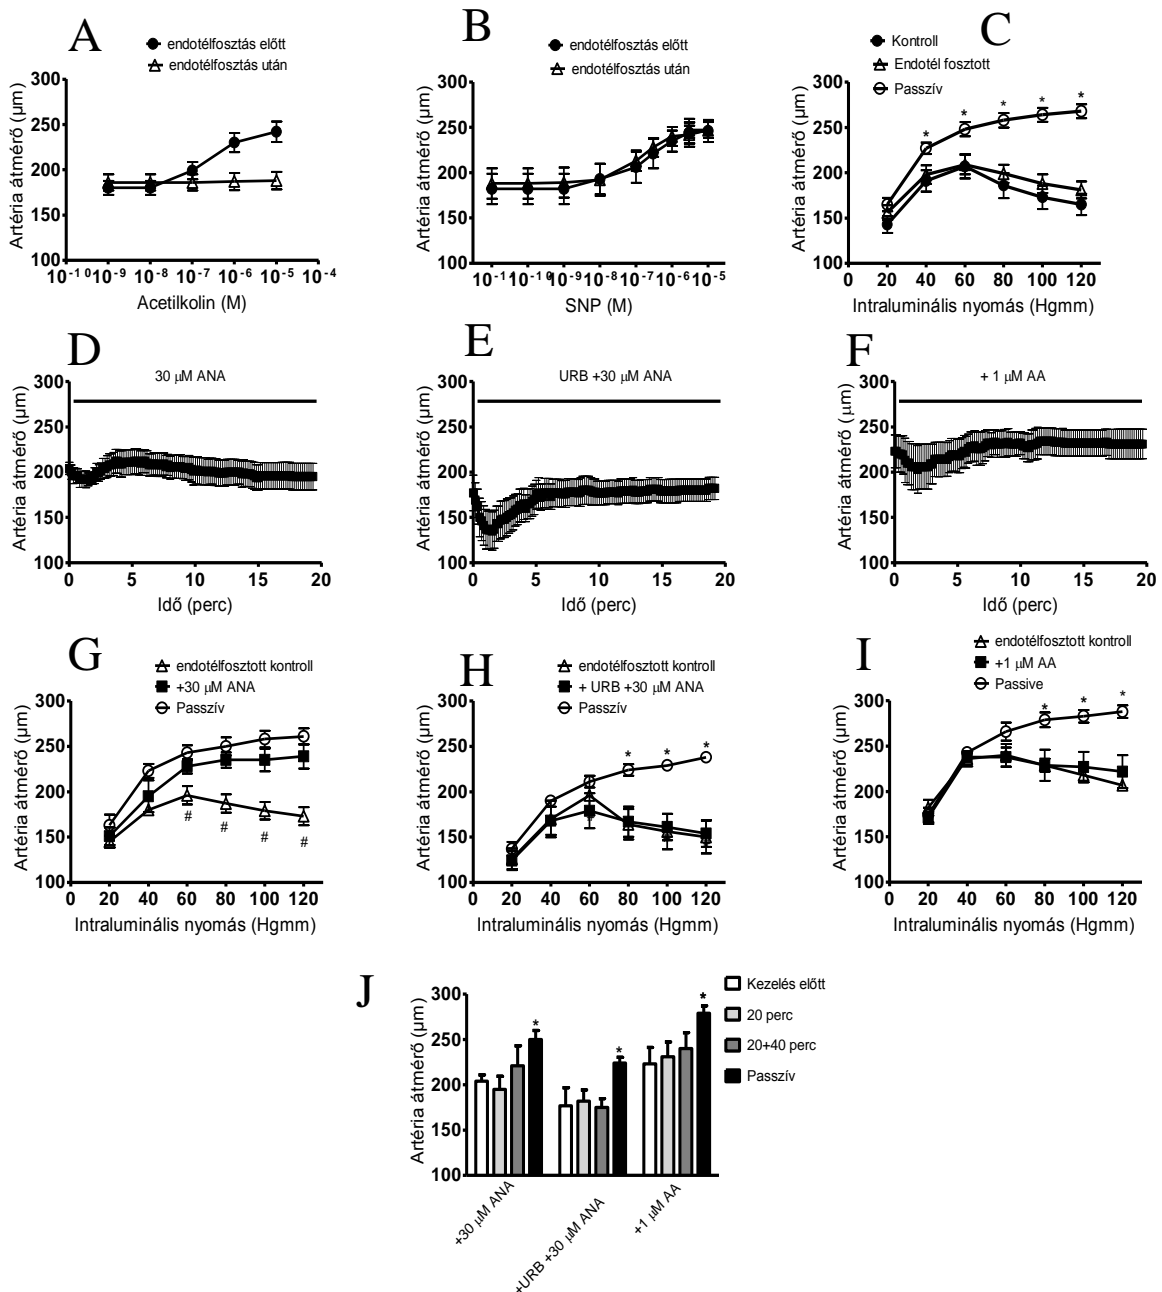 A
endotélfosztás előtt
endotélfosztás után
Artéria átmérő (µm)
300
250
200
150
100
10⁻¹⁰ 10⁻⁹ 10⁻⁸ 10⁻⁷ 10⁻⁶ 10⁻⁵ 10⁻⁴
Acetilkolin (M)
B
endotélfosztás előtt
endotélfosztás után
Artéria átmérő (µm)
300
250
200
150
100
10⁻¹¹ 10⁻¹⁰ 10⁻⁹ 10⁻⁸ 10⁻⁷ 10⁻⁶ 10⁻⁵
SNP (M)
C
Kontroll
Endotél fosztott
Passzív
Artéria átmérő (µm)
300
250
200
150
100
* * * * *
0 20 40 60 80 100 120
Intraluminális nyomás (Hgmm)
D
30 µM ANA
Artéria átmérő (µm)
300
250
200
150
100
0 5 10 15 20
Idő (perc)
E
URB +30 µM ANA
Artéria átmérő (µm)
300
250
200
150
100
0 5 10 15 20
Idő (perc)
F
+ 1 µM AA
Artéria átmérő (µm)
300
250
200
150
100
0 5 10 15 20
Idő (perc)
G
endotélfosztott kontroll
+30 µM ANA
Passzív
Artéria átmérő (µm)
300
250
200
150
100
# # # #
0 20 40 60 80 100 120
Intraluminális nyomás (Hgmm)
H
endotélfosztott kontroll
+ URB +30 µM ANA
Passzív
Artéria átmérő (µm)
300
250
200
150
100
* * *
0 20 40 60 80 100 120
Intraluminális nyomás (Hgmm)
I
endotélfosztott kontroll
+1 µM AA
Passive
Artéria átmérő (µm)
300
250
200
150
100
* * *
0 20 40 60 80 100 120
Intraluminális nyomás (Hgmm)
J
Kezelés előtt
20 perc
20+40 perc
Passzív
Artéria átmérő (µm)
300
250
200
150
100
* * *
+30 µM ANA
+URB +30 µM ANA
+1 µM AA